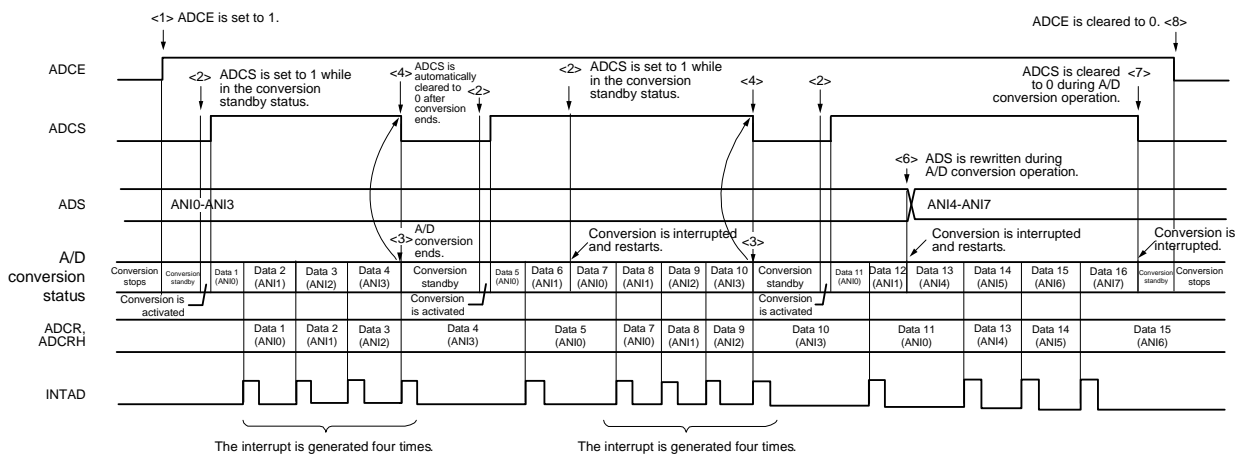 <1> ADCE is set to 1.
ADCE is cleared to 0. <8>
ADCE
<2> ADCS is set to 1 while
in the conversion
standby status.
<4> ADCS is
automatically
cleared to
0 after
conversion
ends.
<2>
<2> ADCS is set to 1 while
in the conversion
standby status.
<4>
<2>
ADCS is cleared <7>
to 0 during A/D
conversion operation.
ADCS
<6> ADS is rewritten during
A/D conversion operation.
ADS
ANI0-ANI3
ANI4-ANI7
<3> A/D
conversion
ends.
Conversion is interrupted
and restarts.
<3>
Conversion is interrupted
and restarts.
Conversion is
interrupted.
A/D
conversion
status
Conversion
stops
Conversion
standby
Data 1
(ANI0)
Data 2
(ANI1)
Data 3
(ANI2)
Data 4
(ANI3)
Conversion
standby
Data 5
(ANI0)
Data 6
(ANI1)
Data 7
(ANI0)
Data 8
(ANI1)
Data 9
(ANI2)
Data 10
(ANI3)
Conversion
standby
Data 11
(ANI0)
Data 12
(ANI1)
Data 13
(ANI4)
Data 14
(ANI5)
Data 15
(ANI6)
Data 16
(ANI7)
Conversion
standby
Conversion
stops
Conversion is
activated
Conversion
is activated
Conversion
is activated
ADCR,
ADCRH
Data 1
(ANI0)
Data 2
(ANI1)
Data 3
(ANI2)
Data 4
(ANI3)
Data 5
(ANI0)
Data 7
(ANI0)
Data 8
(ANI1)
Data 9
(ANI2)
Data 10
(ANI3)
Data 11
(ANI0)
Data 13
(ANI4)
Data 14
(ANI5)
Data 15
(ANI6)
INTAD
The interrupt is generated four times.
The interrupt is generated four times.